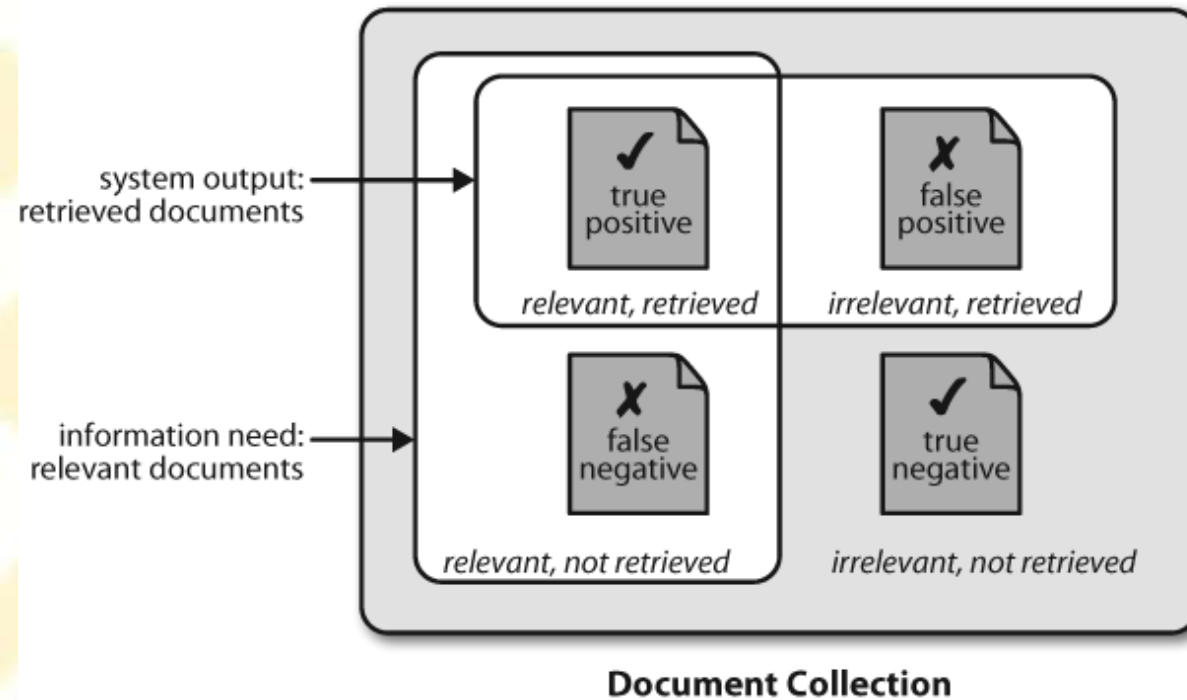 system output:
retrieved documents
✓
true
positive
✗
false
positive
relevant, retrieved
irrelevant, retrieved
information need:
relevant documents
✗
false
negative
✓
true
negative
relevant, not retrieved
irrelevant, not retrieved
Document Collection